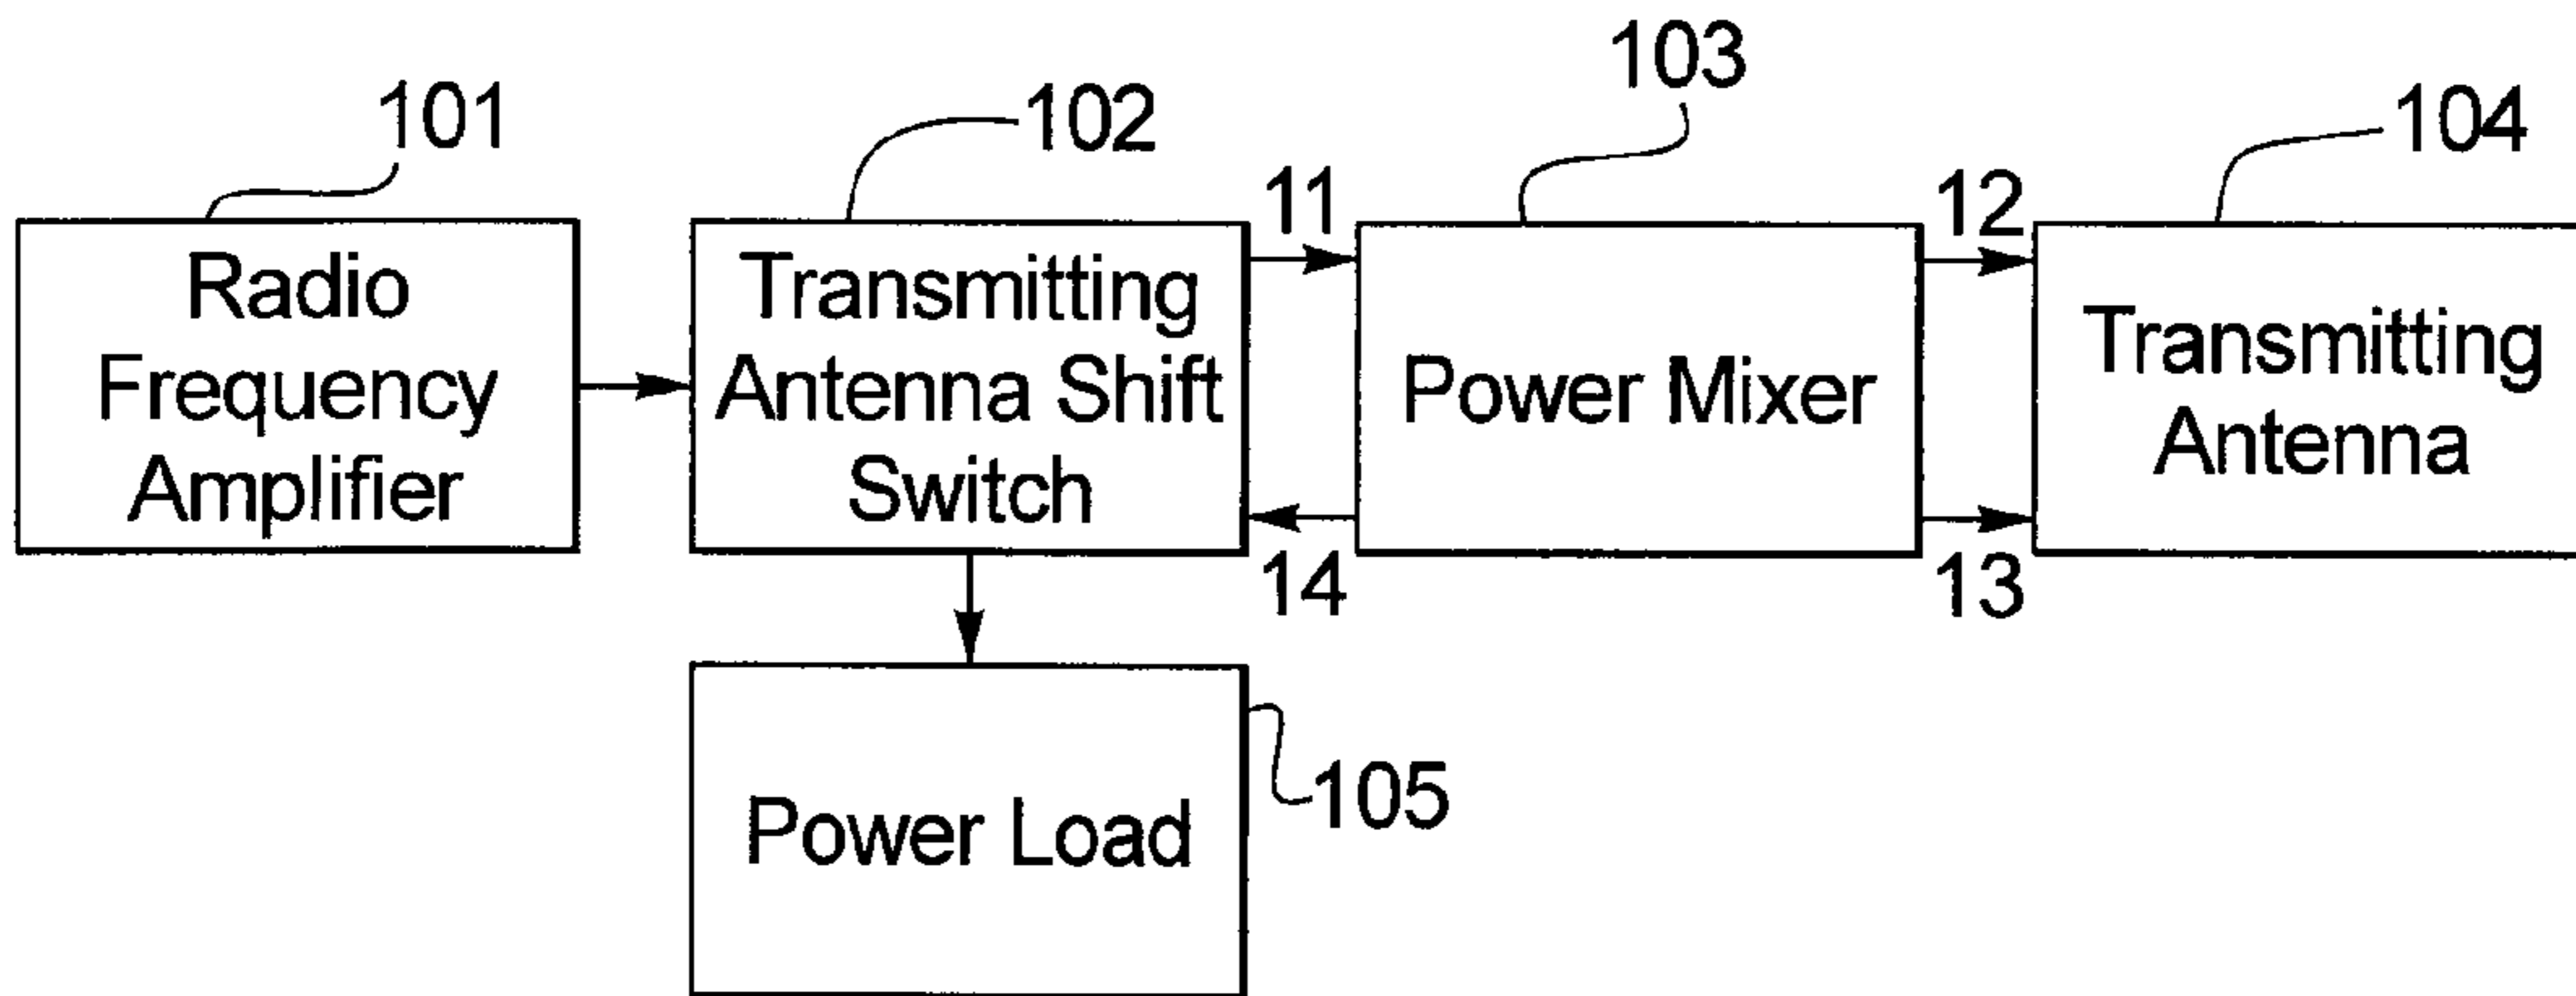 101
102
103
104
Radio
Frequency
Amplifier
Transmitting
Antenna Shift
Switch
11
14
Power Mixer
12
13
Transmitting
Antenna
Power Load
105